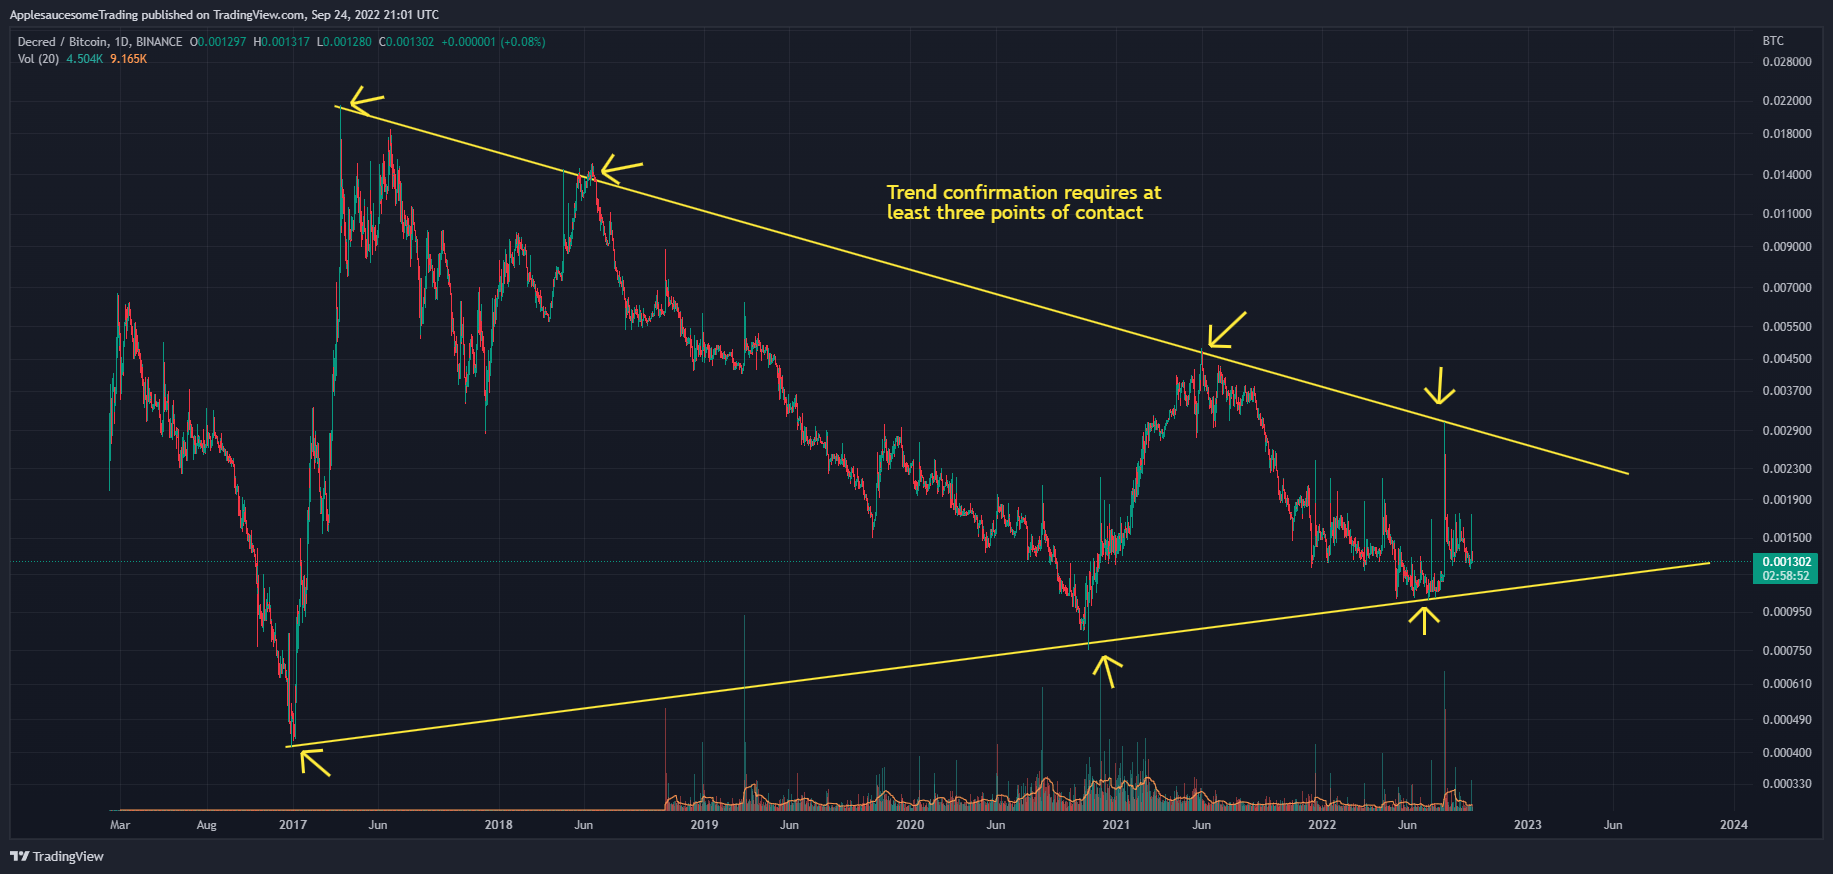 ApplesaucesomeTrading published on TradingView.com, Sep 24, 2022 21:01 UTC
Decred / Bitcoin, 1D, BINANCE O0.001297 H0.001317 L0.001280 C0.001302 +0.000001 (+0.08%)
Vol (20) 4.504K 9.165K
BTC
0.028000
0.022000
0.018000
0.014000
0.011000
0.009000
0.007000
0.005500
0.004500
0.003700
0.002900
0.002300
0.001900
0.001500
0.001302
02:58:52
0.000950
0.000750
0.000610
0.000490
0.000400
0.000330
Trend confirmation requires at
least three points of contact
Mar Aug 2017 Jun 2018 Jun 2019 Jun 2020 Jun 2021 Jun 2022 Jun 2023 Jun 2024
TradingView